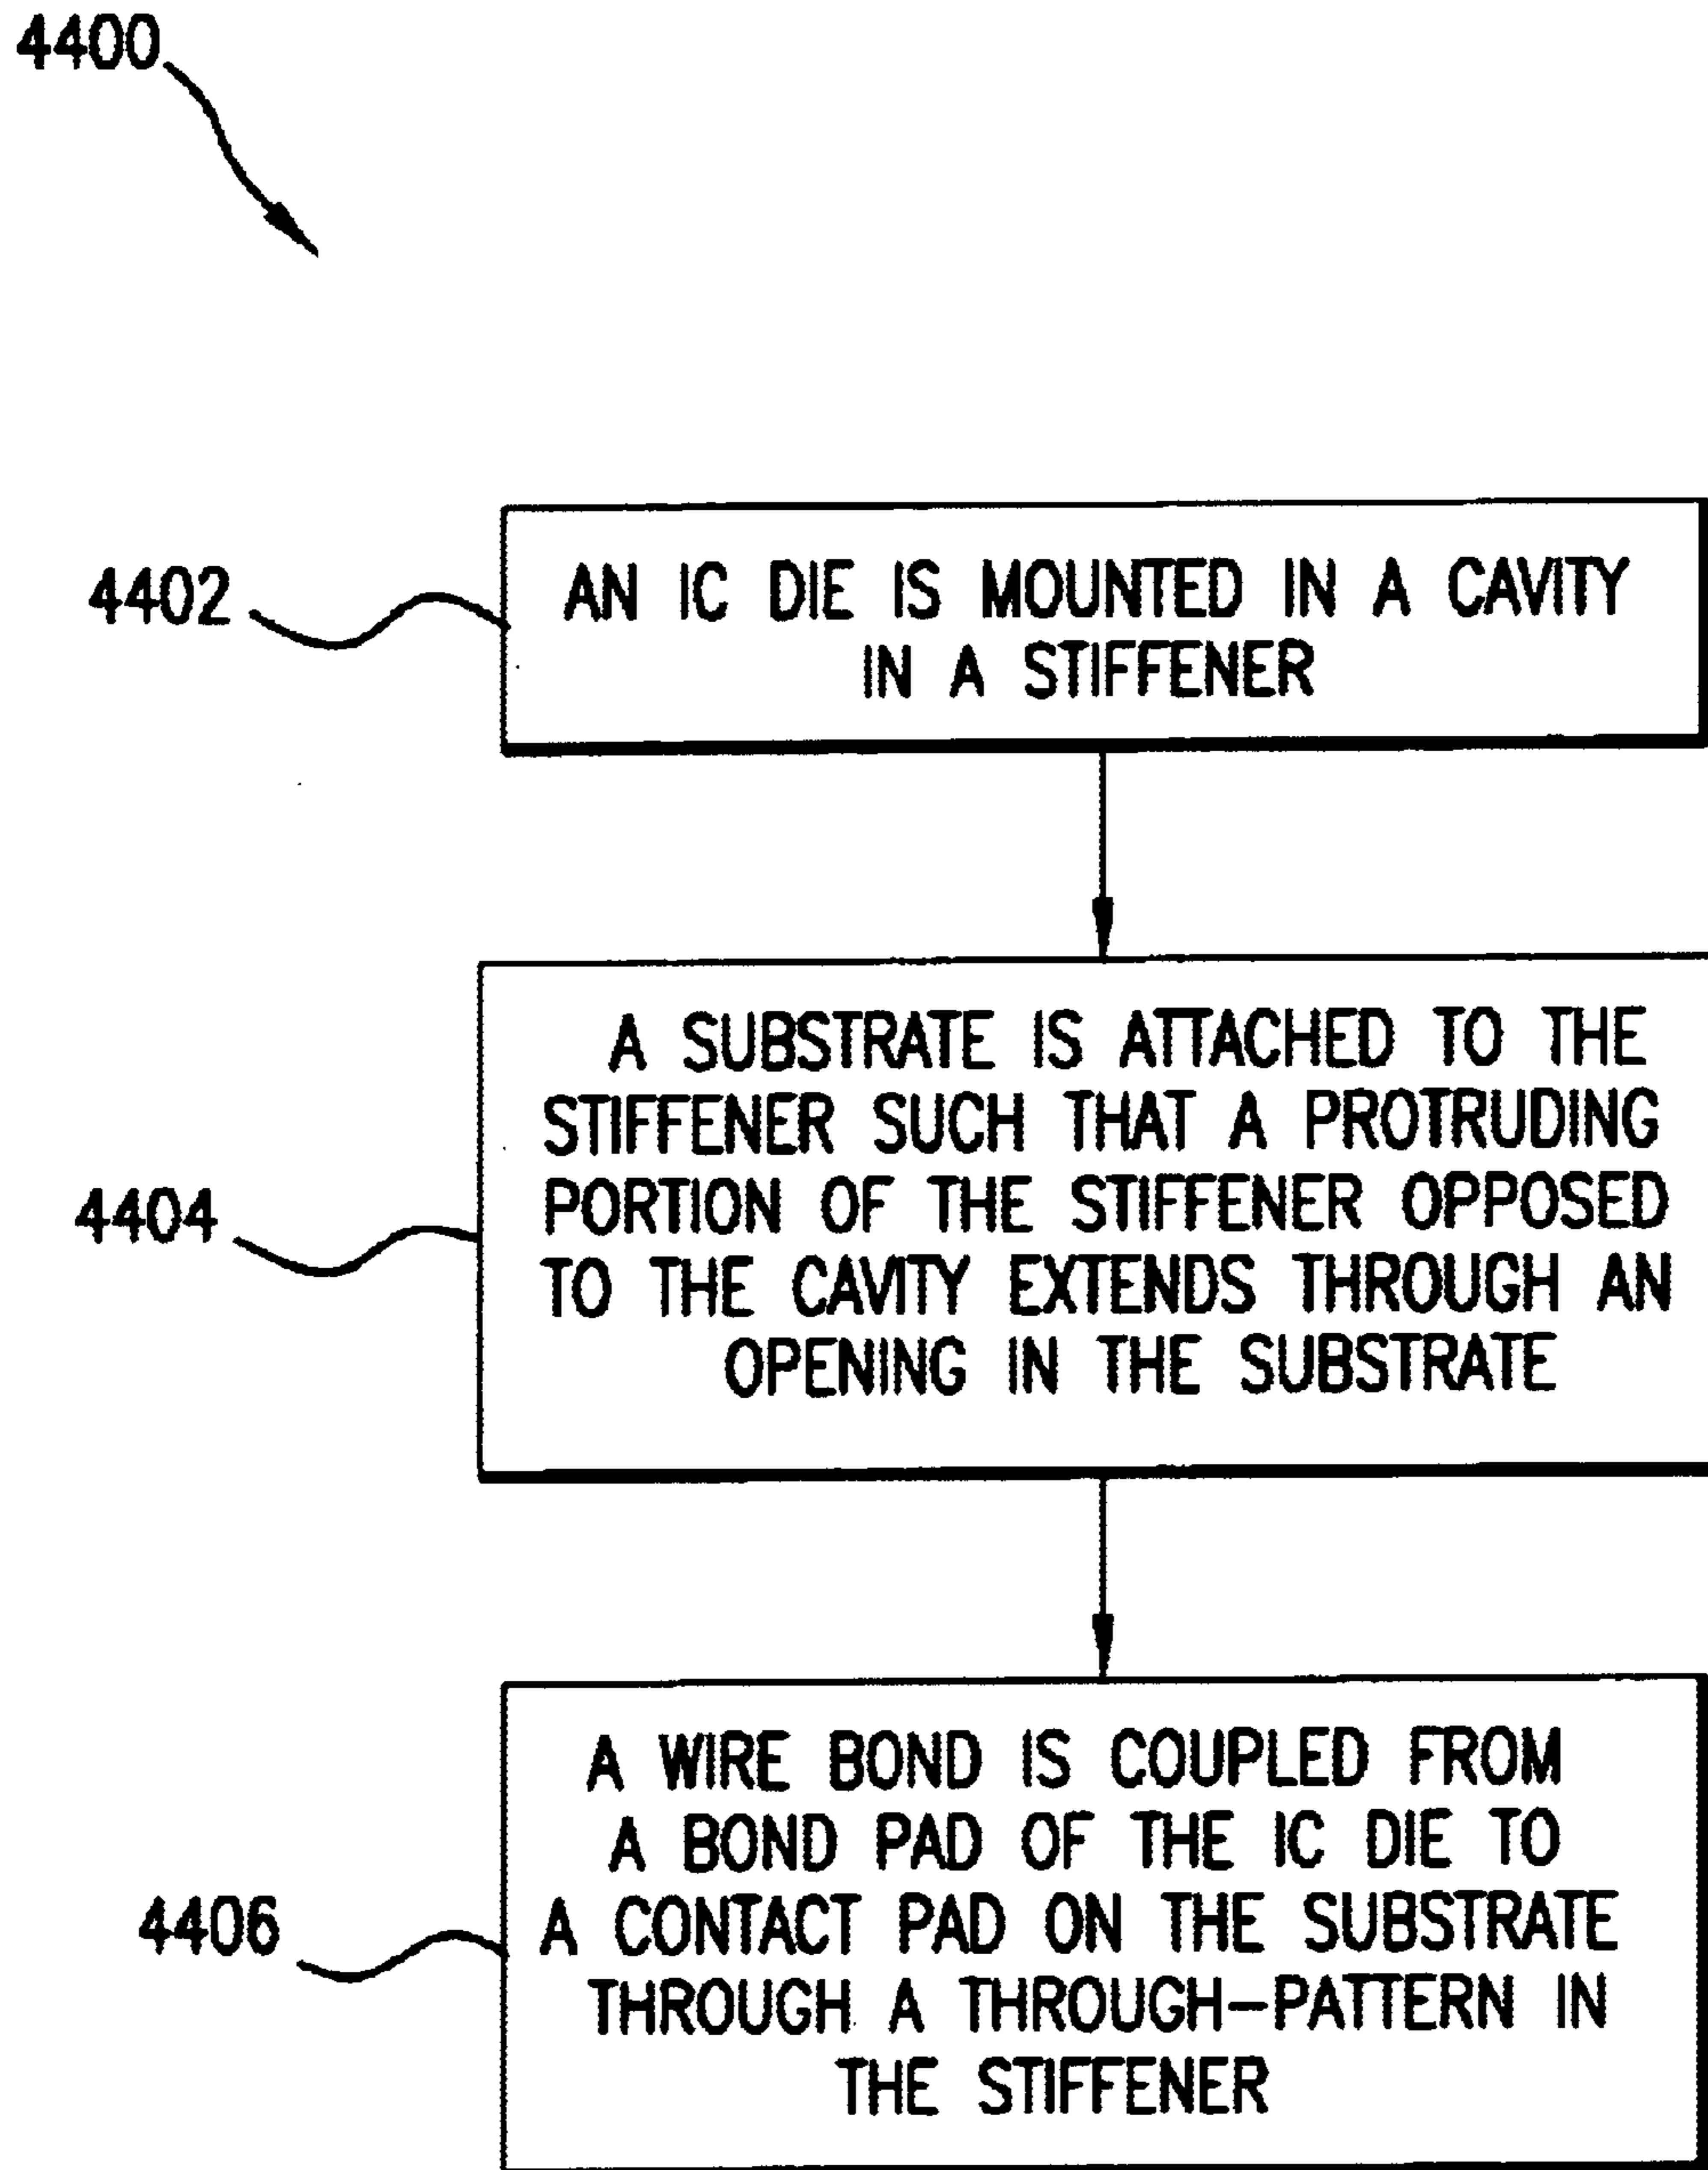 4400
4402
AN IC DIE IS MOUNTED IN A CAVITY
IN A STIFFENER
4404
A SUBSTRATE IS ATTACHED TO THE
STIFFENER SUCH THAT A PROTRUDING
PORTION OF THE STIFFENER OPPOSED
TO THE CAVITY EXTENDS THROUGH AN
OPENING IN THE SUBSTRATE
4406
A WIRE BOND IS COUPLED FROM
A BOND PAD OF THE IC DIE TO
A CONTACT PAD ON THE SUBSTRATE
THROUGH A THROUGH-PATTERN IN
THE STIFFENER